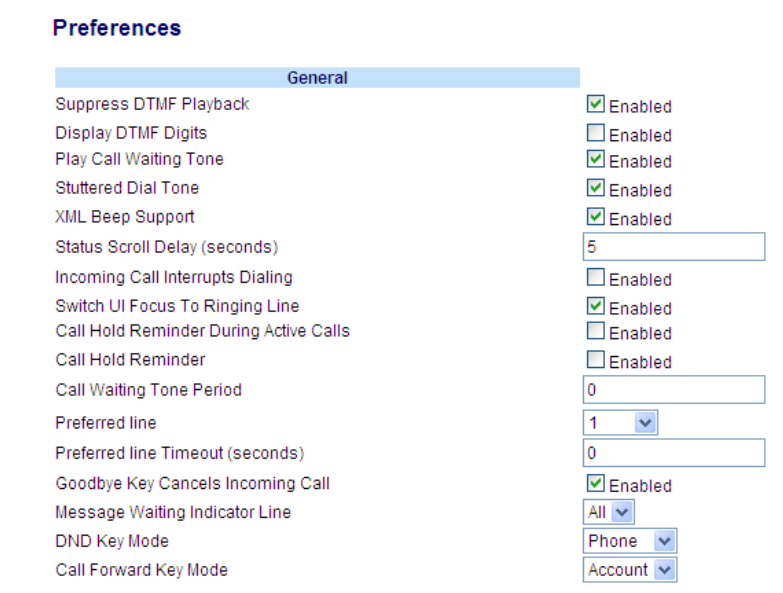 Preferences
General
Suppress DTMF Playback Enabled
Display DTMF Digits Enabled
Play Call Waiting Tone Enabled
Stuttered Dial Tone Enabled
XML Beep Support Enabled
Status Scroll Delay (seconds) 5
Incoming Call Interrupts Dialing Enabled
Switch UI Focus To Ringing Line Enabled
Call Hold Reminder During Active Calls Enabled
Call Hold Reminder Enabled
Call Waiting Tone Period 0
Preferred line 1
Preferred line Timeout (seconds) 0
Goodbye Key Cancels Incoming Call Enabled
Message Waiting Indicator Line All
DND Key Mode Phone
Call Forward Key Mode Account